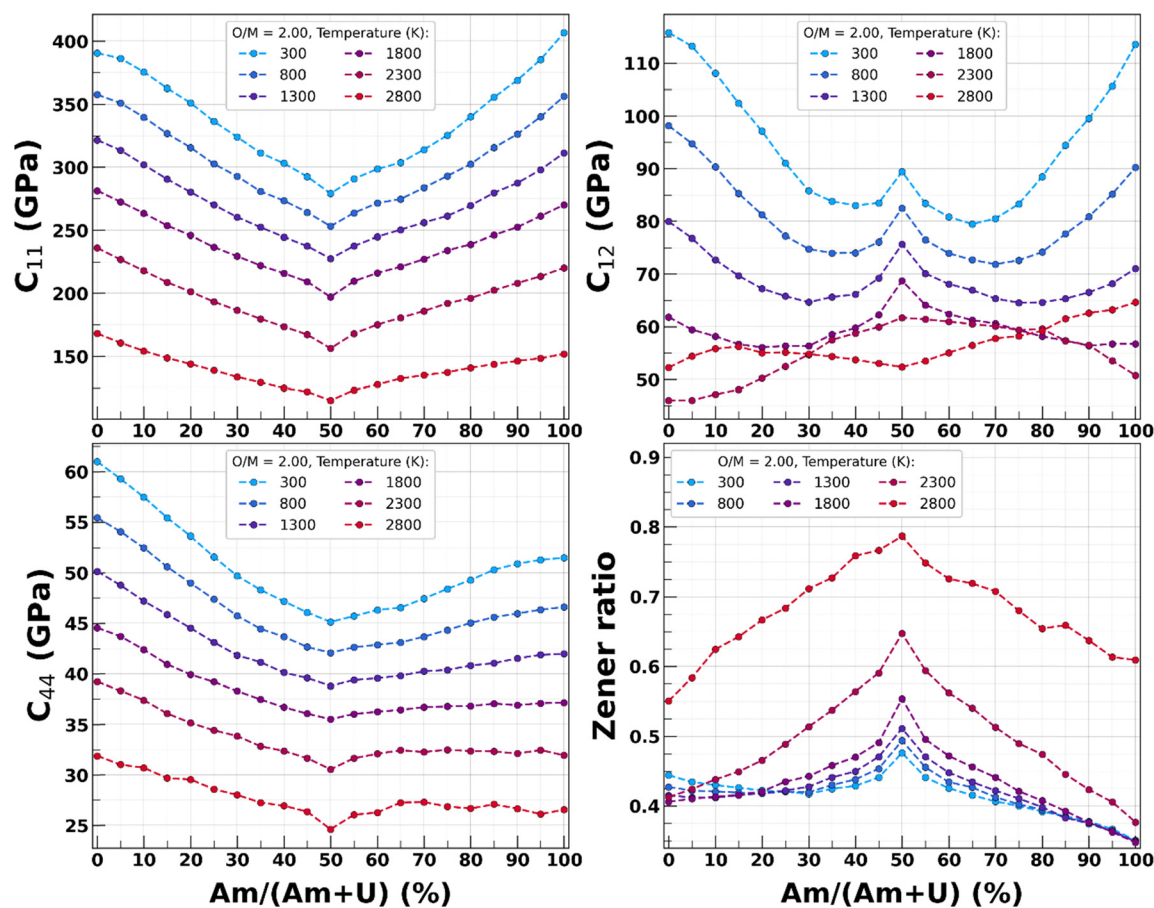 O/M = 2.00, Temperature (K):
300 1800
800 2300
1300 2800
400
350
300
250
200
150
C11 (GPa)
0 10 20 30 40 50 60 70 80 90 100
O/M = 2.00, Temperature (K):
300 1800
800 2300
1300 2800
110
100
90
80
70
60
50
C12 (GPa)
0 10 20 30 40 50 60 70 80 90 100
O/M = 2.00, Temperature (K):
300 1800
800 2300
1300 2800
60
55
50
45
40
35
30
25
C44 (GPa)
0 10 20 30 40 50 60 70 80 90 100
Am/(Am+U) (%)
O/M = 2.00, Temperature (K):
300 1300 2300
800 1800 2800
0.9
0.8
0.7
0.6
0.5
0.4
Zener ratio
0 10 20 30 40 50 60 70 80 90 100
Am/(Am+U) (%)